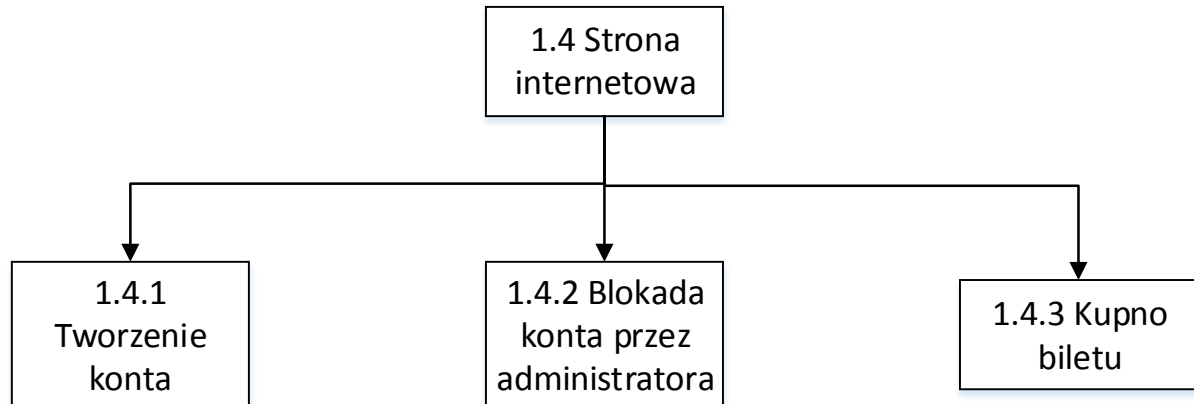 1.4 Strona
internetowa
1.4.1
Tworzenie
konta
1.4.2 Blokada
konta przez
administratora
1.4.3 Kupno
biletu